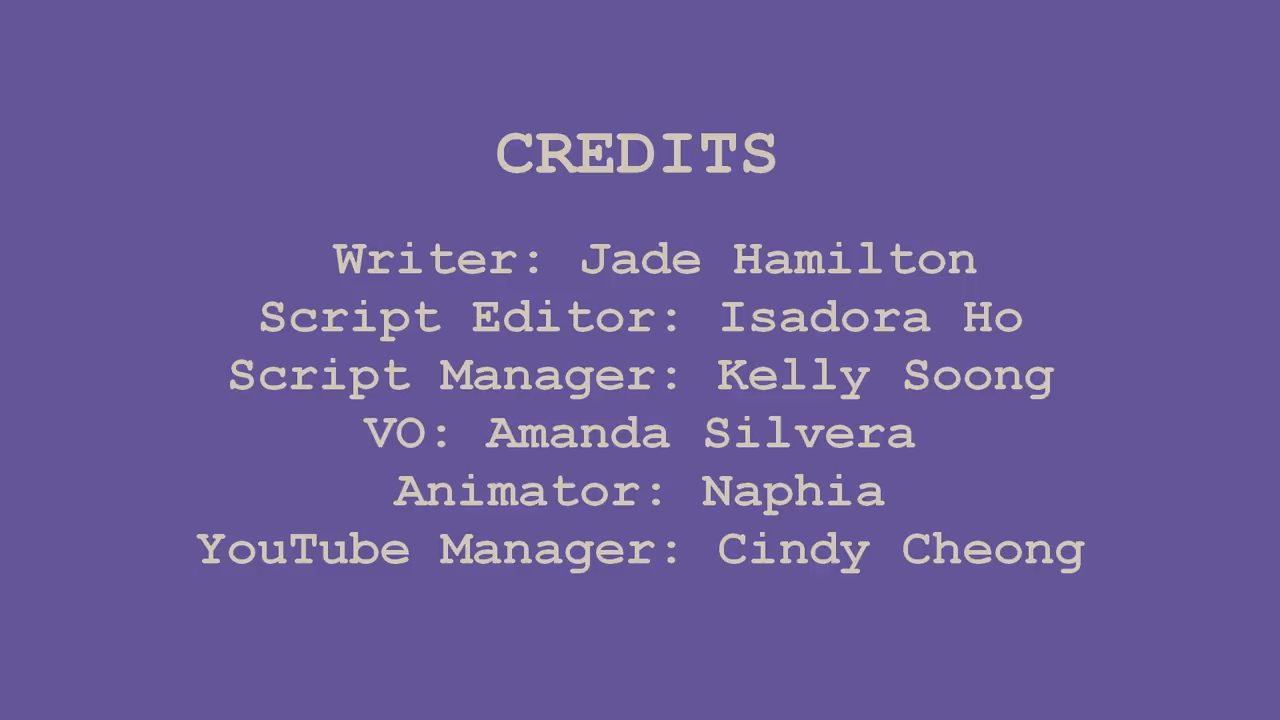 CREDITS
Writer: Jade Hamilton
Script Editor: Isadora Ho
Script Manager: Kelly Soong
VO: Amanda Silvera
Animator: Naphia
YouTube Manager: Cindy Cheong